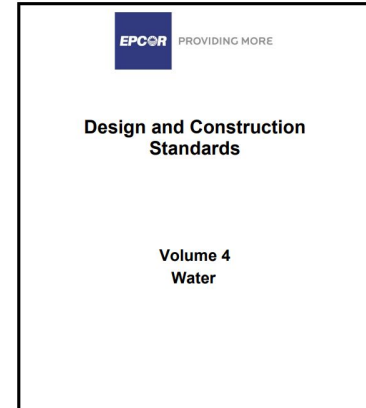 EPCOR PROVIDING MORE
Design and Construction
Standards
Volume 4
Water